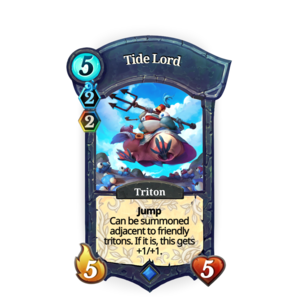 5
Tide Lord
2
2
Triton
Jump
Can be summoned
adjacent to friendly
tritons. If it is, this gets
+1/+1.
5
5